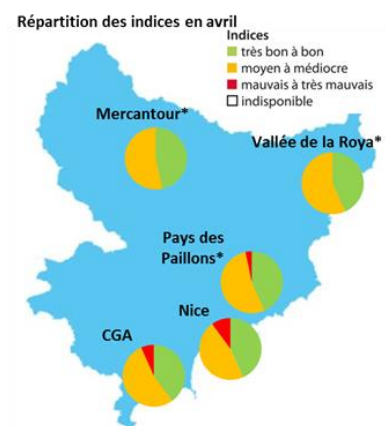 Répartition des indices en avril
Indices
très bon à bon
moyen à médiocre
mauvais à très mauvais
indisponible
Mercantour*
Vallée de la Roya*
Pays des
Paillons*
Nice
CGA